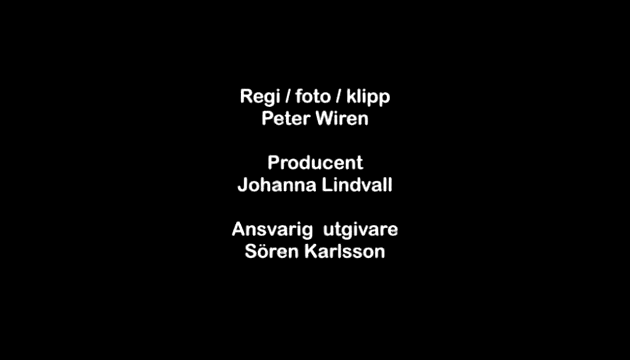 Regi / foto / klipp
Peter Wiren
Producent
Johanna Lindvall
Ansvarig utgivare
Sören Karlsson